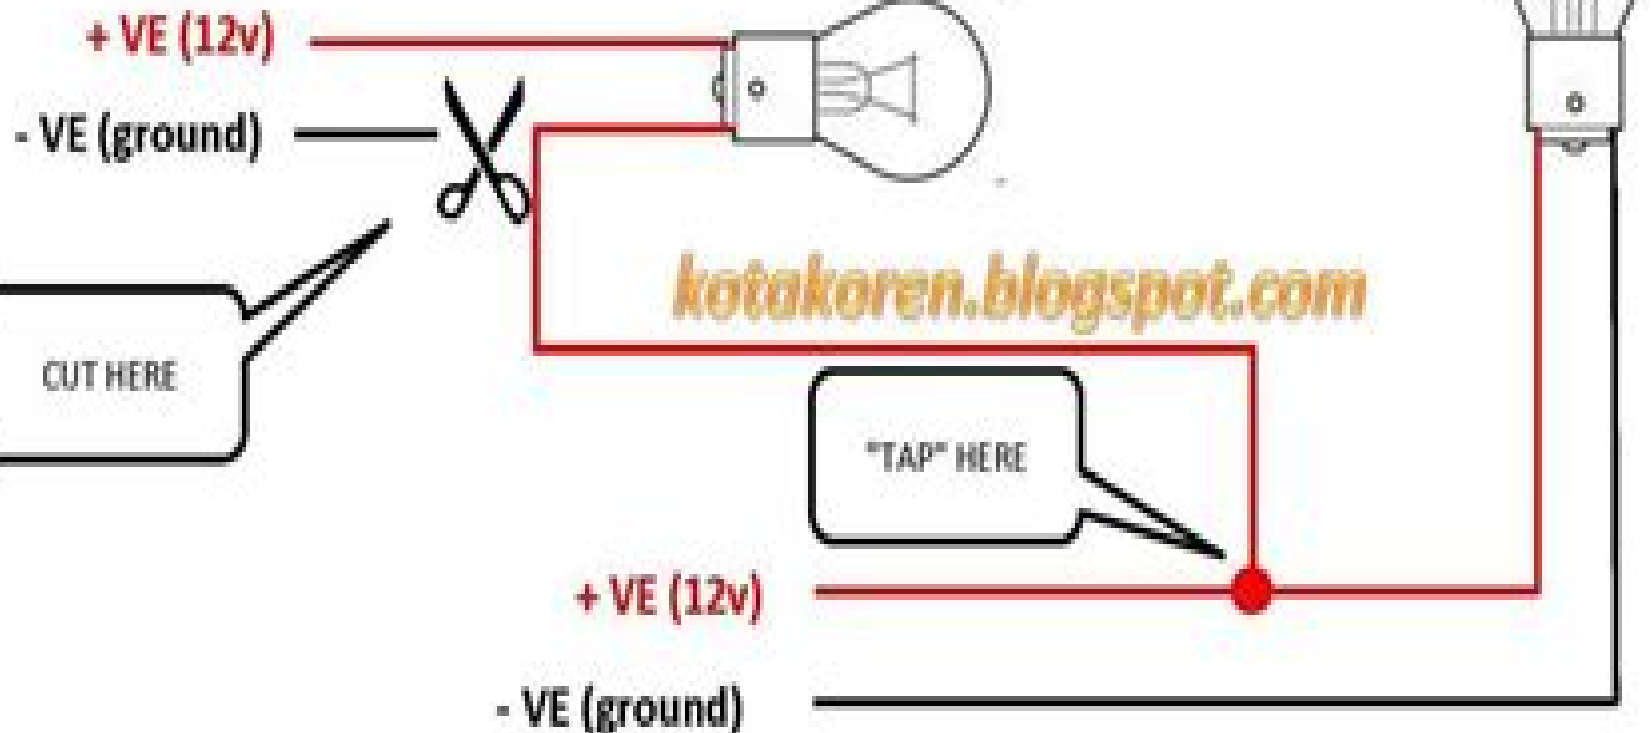 + VE (12v)
- VE (ground)
kotakoren.blogspot.com
CUT HERE
"TAP" HERE
+ VE (12v)
- VE (ground)